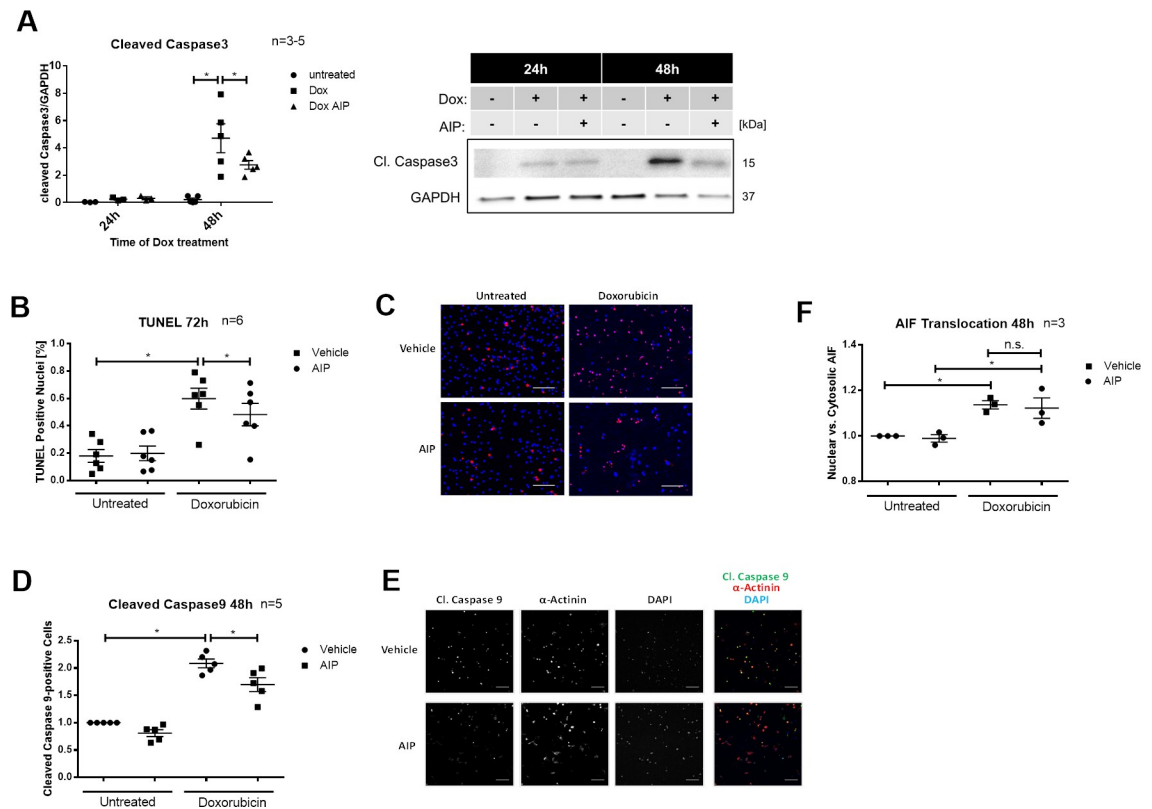 A
Cleaved Caspase3 n=3-5
cleaved Caspase3/GAPDH
10
8
6
4
2
0
24h
48h
Time of Dox treatment
untreated
Dox
Dox AIP
* *
24h 48h
Dox: - + + - + +
AIP: - - + - - + [kDa]
Cl. Caspase3 15
GAPDH 37
B
TUNEL 72h n=6
TUNEL Positive Nuclei [%]
1.0
0.8
0.6
0.4
0.2
0.0
* *
Untreated Doxorubicin
Vehicle
AIP
C
Untreated Doxorubicin
Vehicle
AIP
F
AIF Translocation 48h n=3
Nuclear vs. Cytosolic AIF
1.4
1.2
1.0
0.8
n.s.
*
*
Untreated Doxorubicin
Vehicle
AIP
D
Cleaved Caspase9 48h n=5
Cleaved Caspase 9-positive Cells
2.5
2.0
1.5
1.0
0.5
0.0
* *
Untreated Doxorubicin
Vehicle
AIP
E
Cl. Caspase 9
α-Actinin
DAPI
Cl. Caspase 9 α-Actinin DAPI
Vehicle
AIP